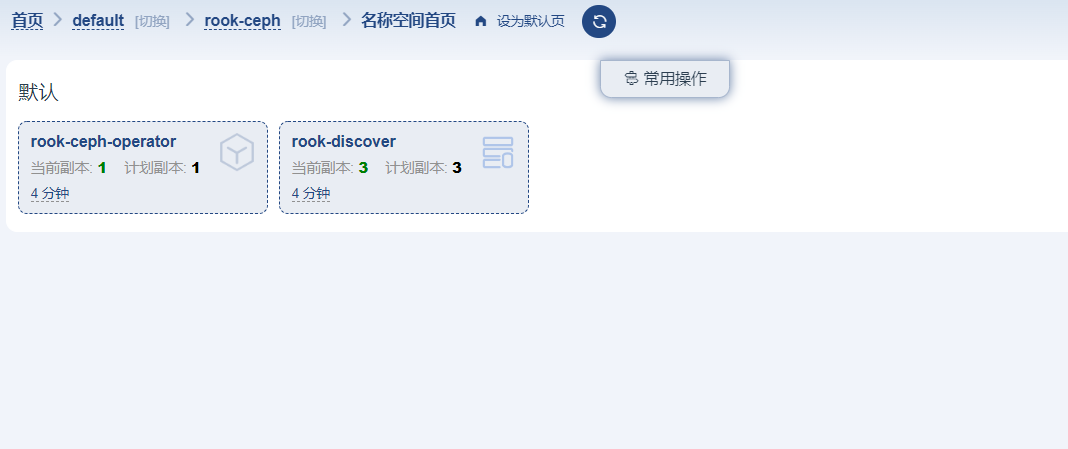 首页 default [切换] rook-ceph [切换] 名称空间首页 设为默认页
常用操作
默认
rook-ceph-operator
当前副本: 1 计划副本: 1
4 分钟
rook-discover
当前副本: 3 计划副本: 3
4 分钟